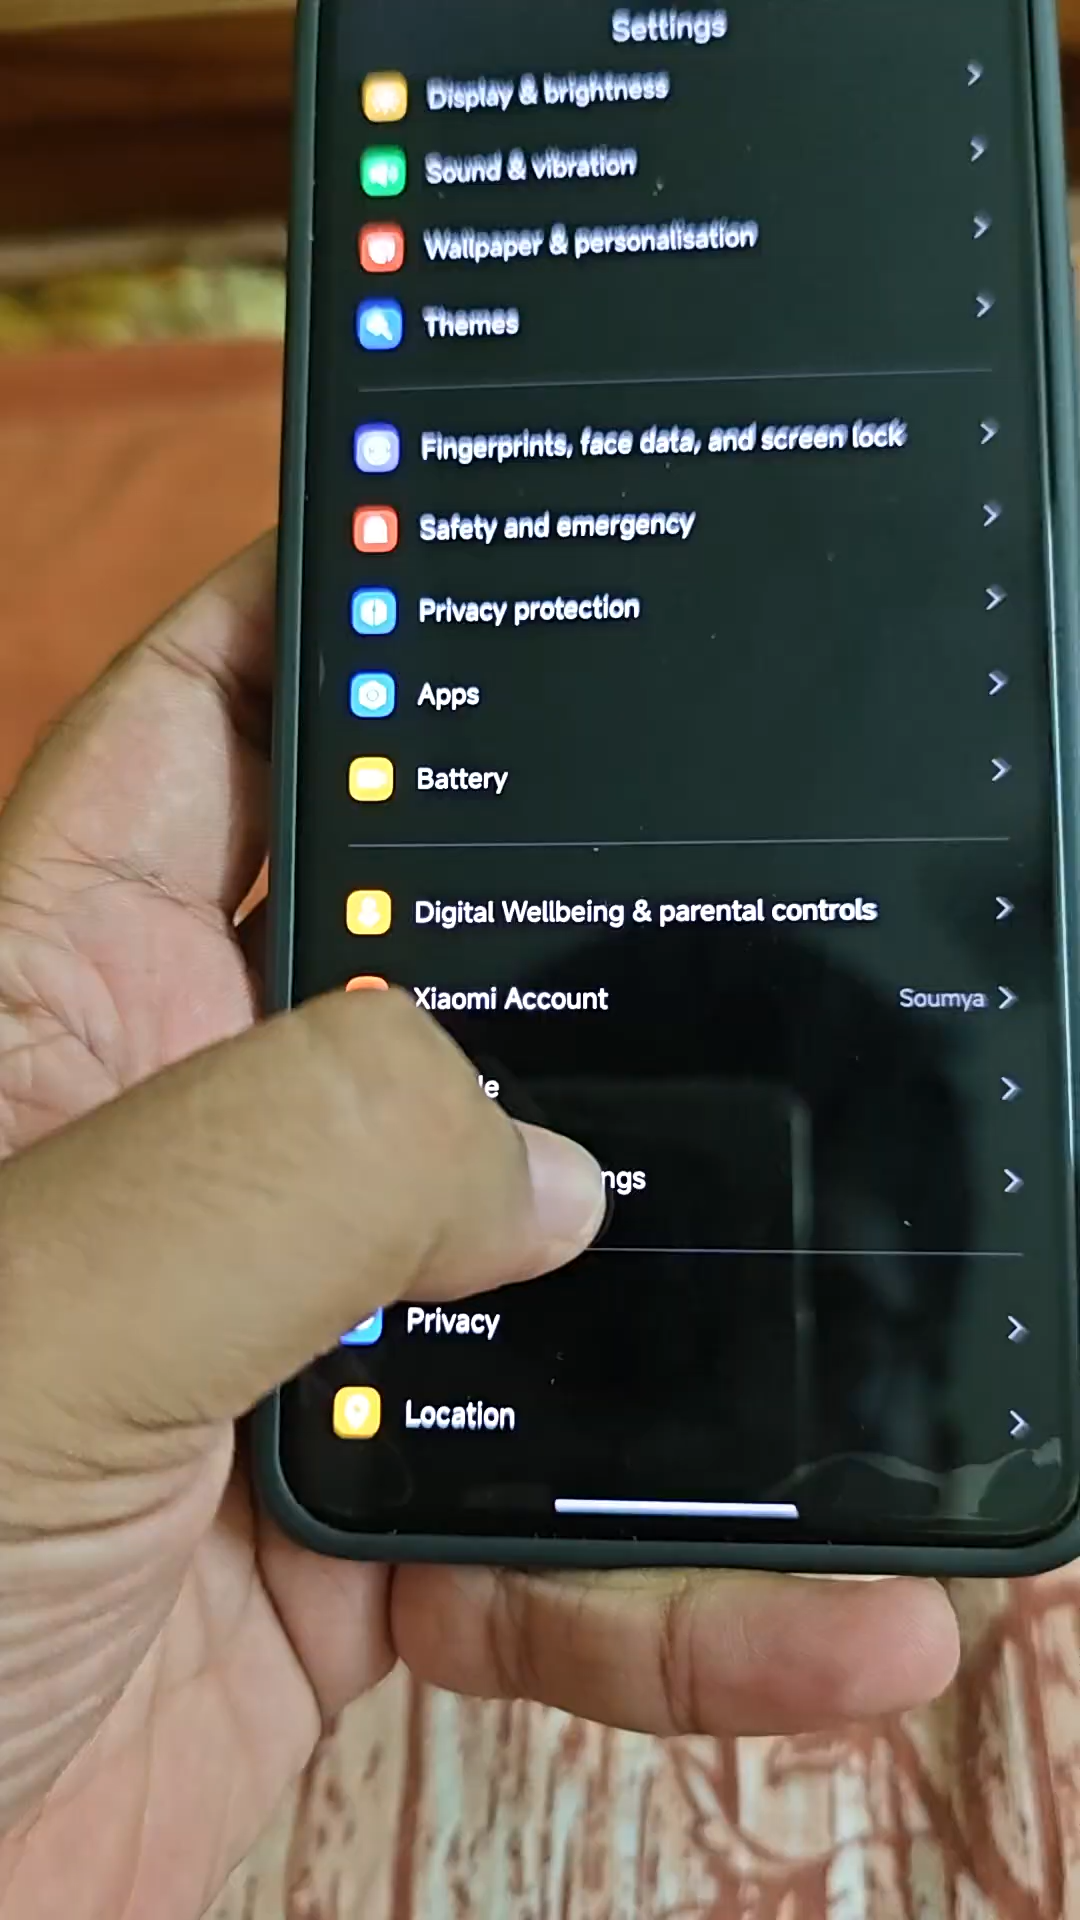 Settings
Display & brightness
Sound & vibration
Wallpaper & personalisation
Themes
Fingerprints, face data, and screen lock
Safety and emergency
Privacy protection
Apps
Battery
Digital Wellbeing & parental controls
Xiaomi Account Soumya
Privacy
Location